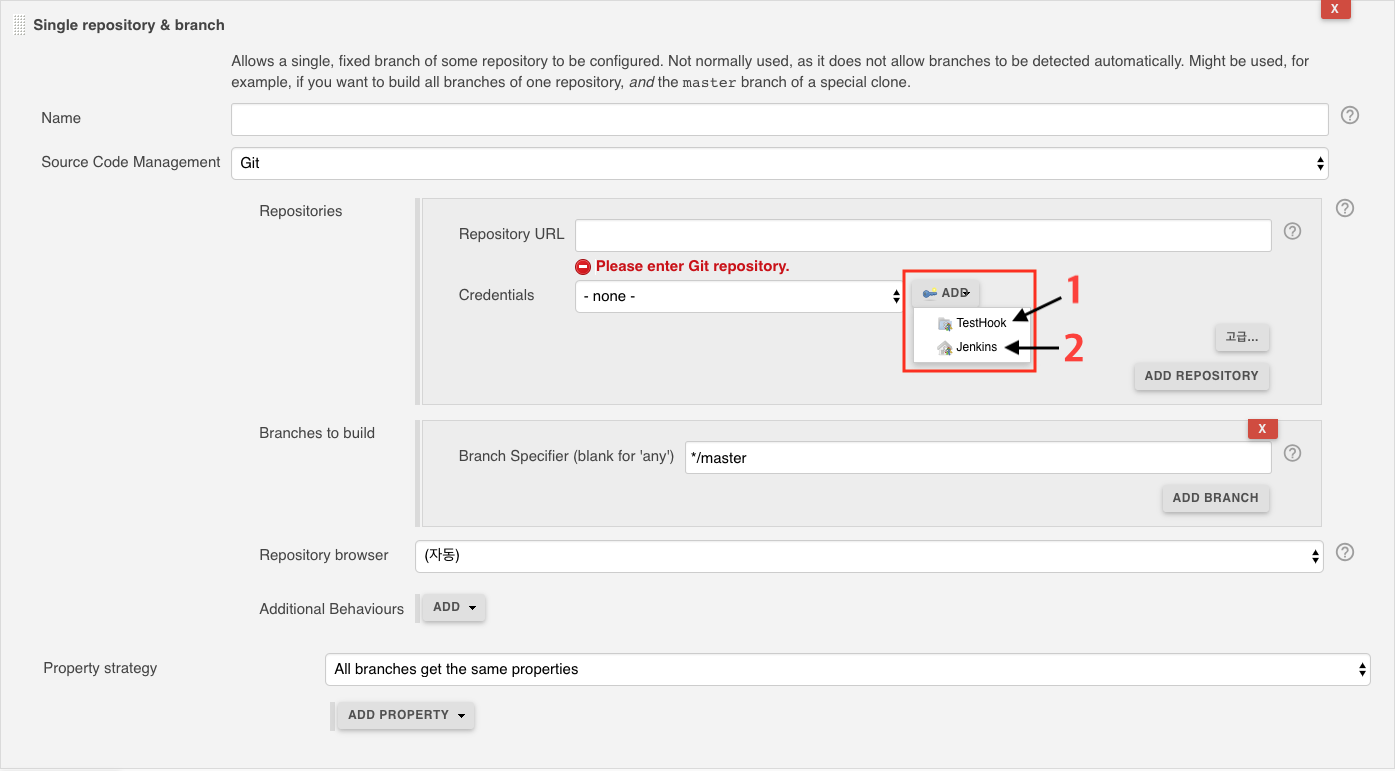 Single repository & branch
X
Allows a single, fixed branch of some repository to be configured. Not normally used, as it does not allow branches to be detected automatically. Might be used, for
example, if you want to build all branches of one repository, and the master branch of a special clone.
Name
?
Source Code Management
Git
Repositories
?
Repository URL
?
Please enter Git repository.
Credentials
- none -
ADD
1
TestHook
Jenkins
2
고급...
ADD REPOSITORY
Branches to build
X
Branch Specifier (blank for 'any')
*/master
?
ADD BRANCH
Repository browser
(자동)
?
Additional Behaviours
ADD
Property strategy
All branches get the same properties
ADD PROPERTY